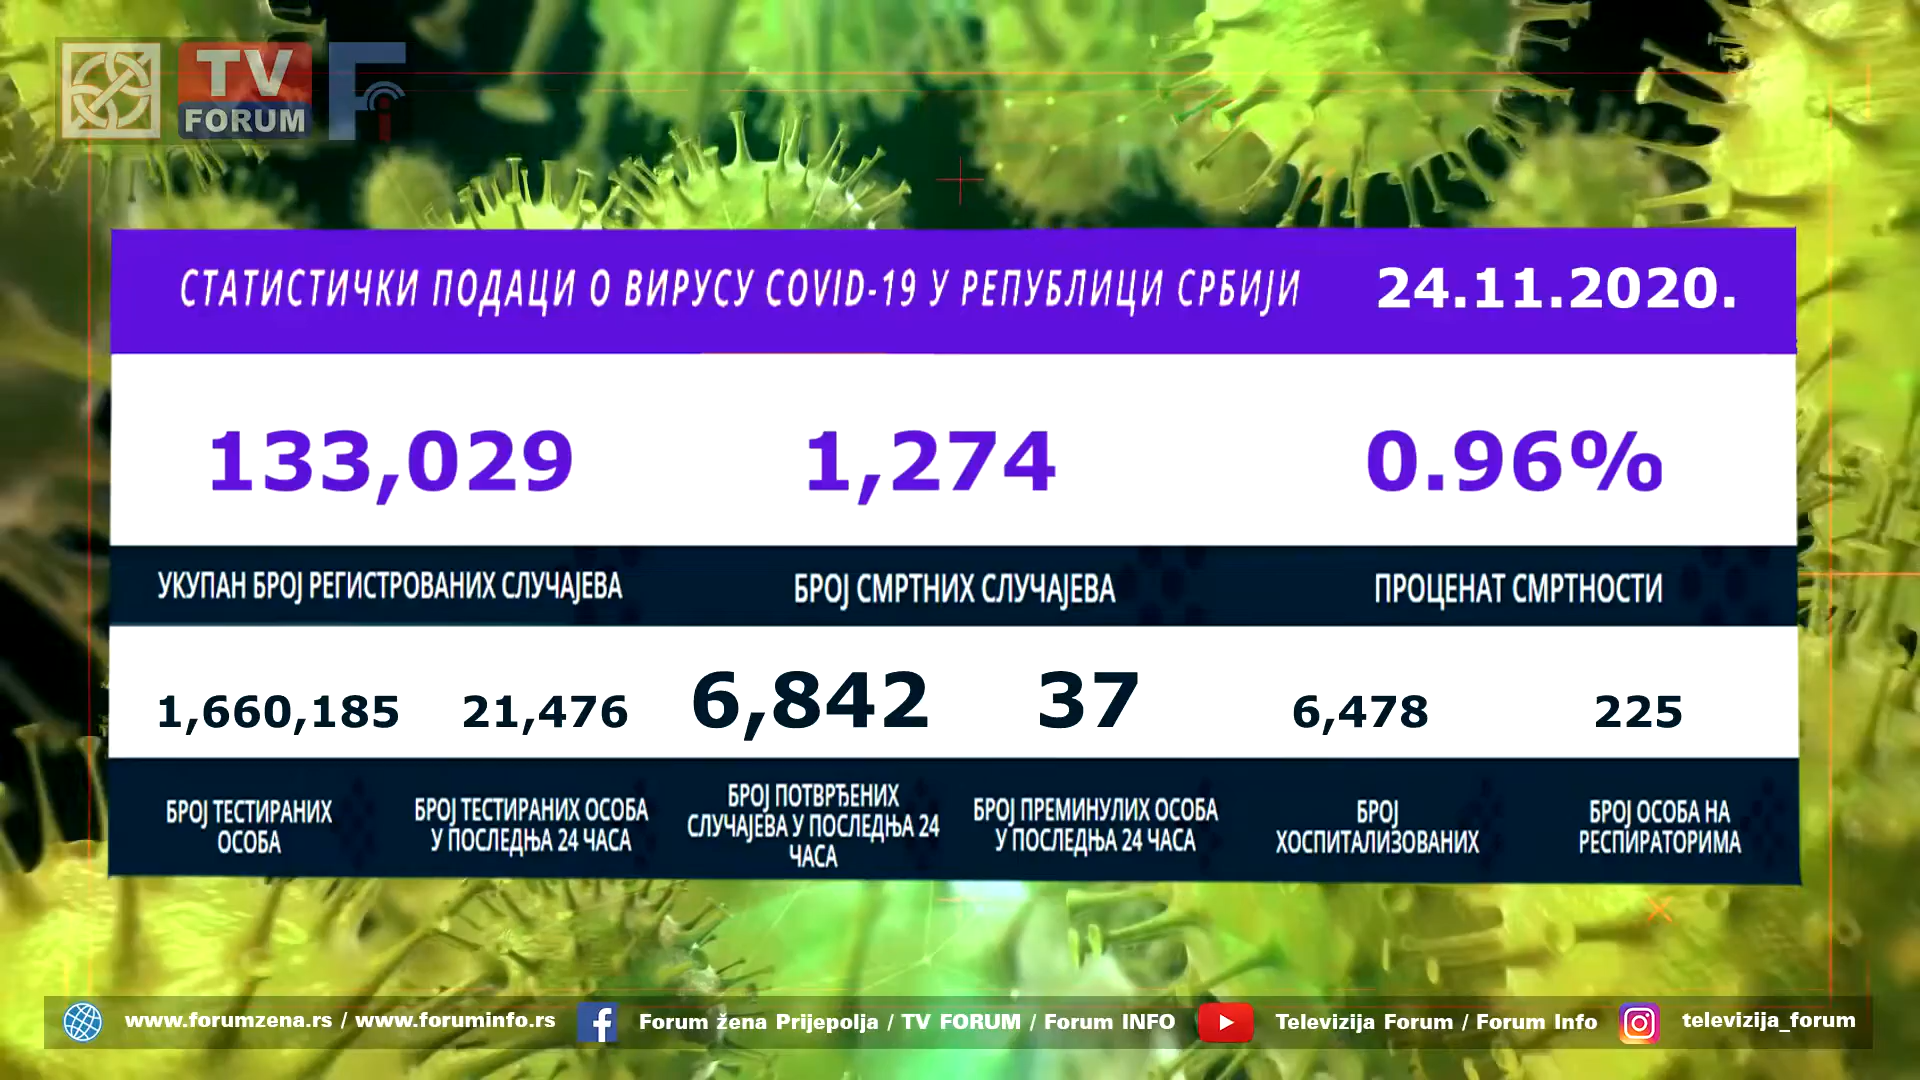 TV
FORUM
Fi
СТАТИСТИЧКИ ПОДАЦИ О ВИРУСУ COVID-19 У РЕПУБЛИЦИ СРБИЈИ 24.11.2020.
133,029 1,274 0.96%
УКУПАН БРОЈ РЕГИСТРОВАНИХ СЛУЧАЈЕВА БРОЈ СМРТНИХ СЛУЧАЈЕВА ПРОЦЕНАТ СМРТНОСТИ
1,660,185 21,476 6,842 37 6,478 225
БРОЈ ТЕСТИРАНИХ
ОСОБА
БРОЈ ТЕСТИРАНИХ ОСОБА
У ПОСЛЕДЊА 24 ЧАСА
БРОЈ ПОТВРЂЕНИХ
СЛУЧАЈЕВА У ПОСЛЕДЊА 24
ЧАСА
БРОЈ ПРЕМИНУЛИХ ОСОБА
У ПОСЛЕДЊА 24 ЧАСА
БРОЈ
ХОСПИТАЛИЗОВАНИХ
БРОЈ ОСОБА НА
РЕСПИРАТОРИМА
www.forumzena.rs / www.foruminfo.rs Forum žena Prijepolja / TV FORUM / Forum INFO Televizija Forum / Forum Info televizija_forum